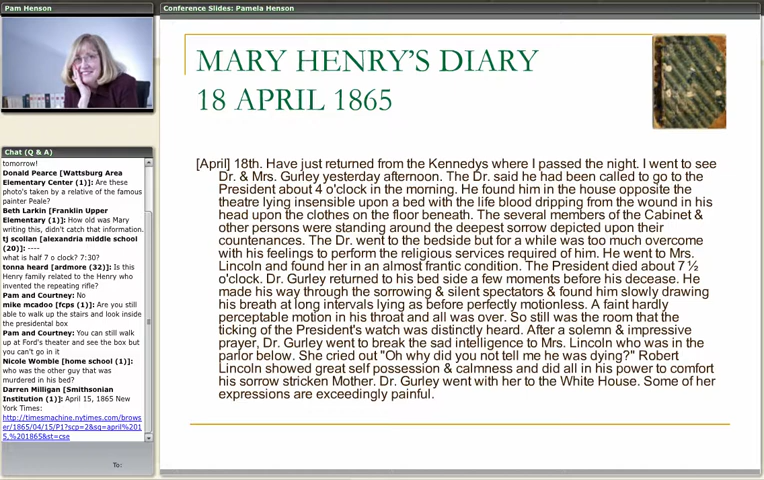 Pam Henson
Conference Slides: Pamela Henson
MARY HENRY'S DIARY
18 APRIL 1865
[April] 18th. Have just returned from the Kennedys where I passed the night. I went to see
Dr. & Mrs. Gurley yesterday afternoon. The Dr. said he had been called to go to the
President about 4 o'clock in the morning. He found him in the house opposite the
theatre lying insensible upon a bed with the life blood dripping from the wound in his
head upon the clothes on the floor beneath. The several members of the Cabinet &
other persons were standing around the deepest sorrow depicted upon their
countenances. The Dr. went to the bedside but for a while was too much overcome
with his feelings to perform the religious services required of him. He went to Mrs.
Lincoln and found her in an almost frantic condition. The President died about 7 ½
o'clock. Dr. Gurley returned to his bed side a few moments before his decease. He
made his way through the sorrowing & silent spectators & found him slowly drawing
his breath at long intervals lying as before perfectly motionless. A faint hardly
perceptable motion in his throat and all was over. So still was the room that the
ticking of the President's watch was distinctly heard. After a solemn & impressive
prayer, Dr. Gurley went to break the sad intelligence to Mrs. Lincoln who was in the
parlor below. She cried out "Oh why did you not tell me he was dying?" Robert
Lincoln showed great self possession & calmness and did all in his power to comfort
his sorrow stricken Mother. Dr. Gurley went with her to the White House. Some of her
expressions are exceedingly painful.
Chat (Q & A)
tomorrow!
Donald Pearce [Wattsburg Area
Elementary Center (1)]: Are these
photo's taken by a relative of the famous
painter Peale?
Beth Larkin [Franklin Upper
Elementary (1)]: How old was Mary
writing this, didn't catch that information.
tj scollan [alexandria middle school
(20)]: ----
what is half 7 o clock? 7:30?
tonna heard [ardmore (32)]: Is this
Henry family related to the Henry who
invented the repeating rifle?
Pam and Courtney: No
mike mcadoo [fcps (1)]: Are you still
able to walk up the stairs and look inside
the presidential box
Pam and Courtney: You can still walk
up at Ford's theater and see the box but
you can't go in it
Nicole Womble [home school (1)]:
who was the other guy that was
murdered in his bed?
Darren Milligan [Smithsonian
Institution (1)]: April 15, 1865 New
York Times:
http://timesmachine.nytimes.com/brows
er/1865/04/15/P1?scp=2&sq=april%201
5,%201865&st=cse
To: